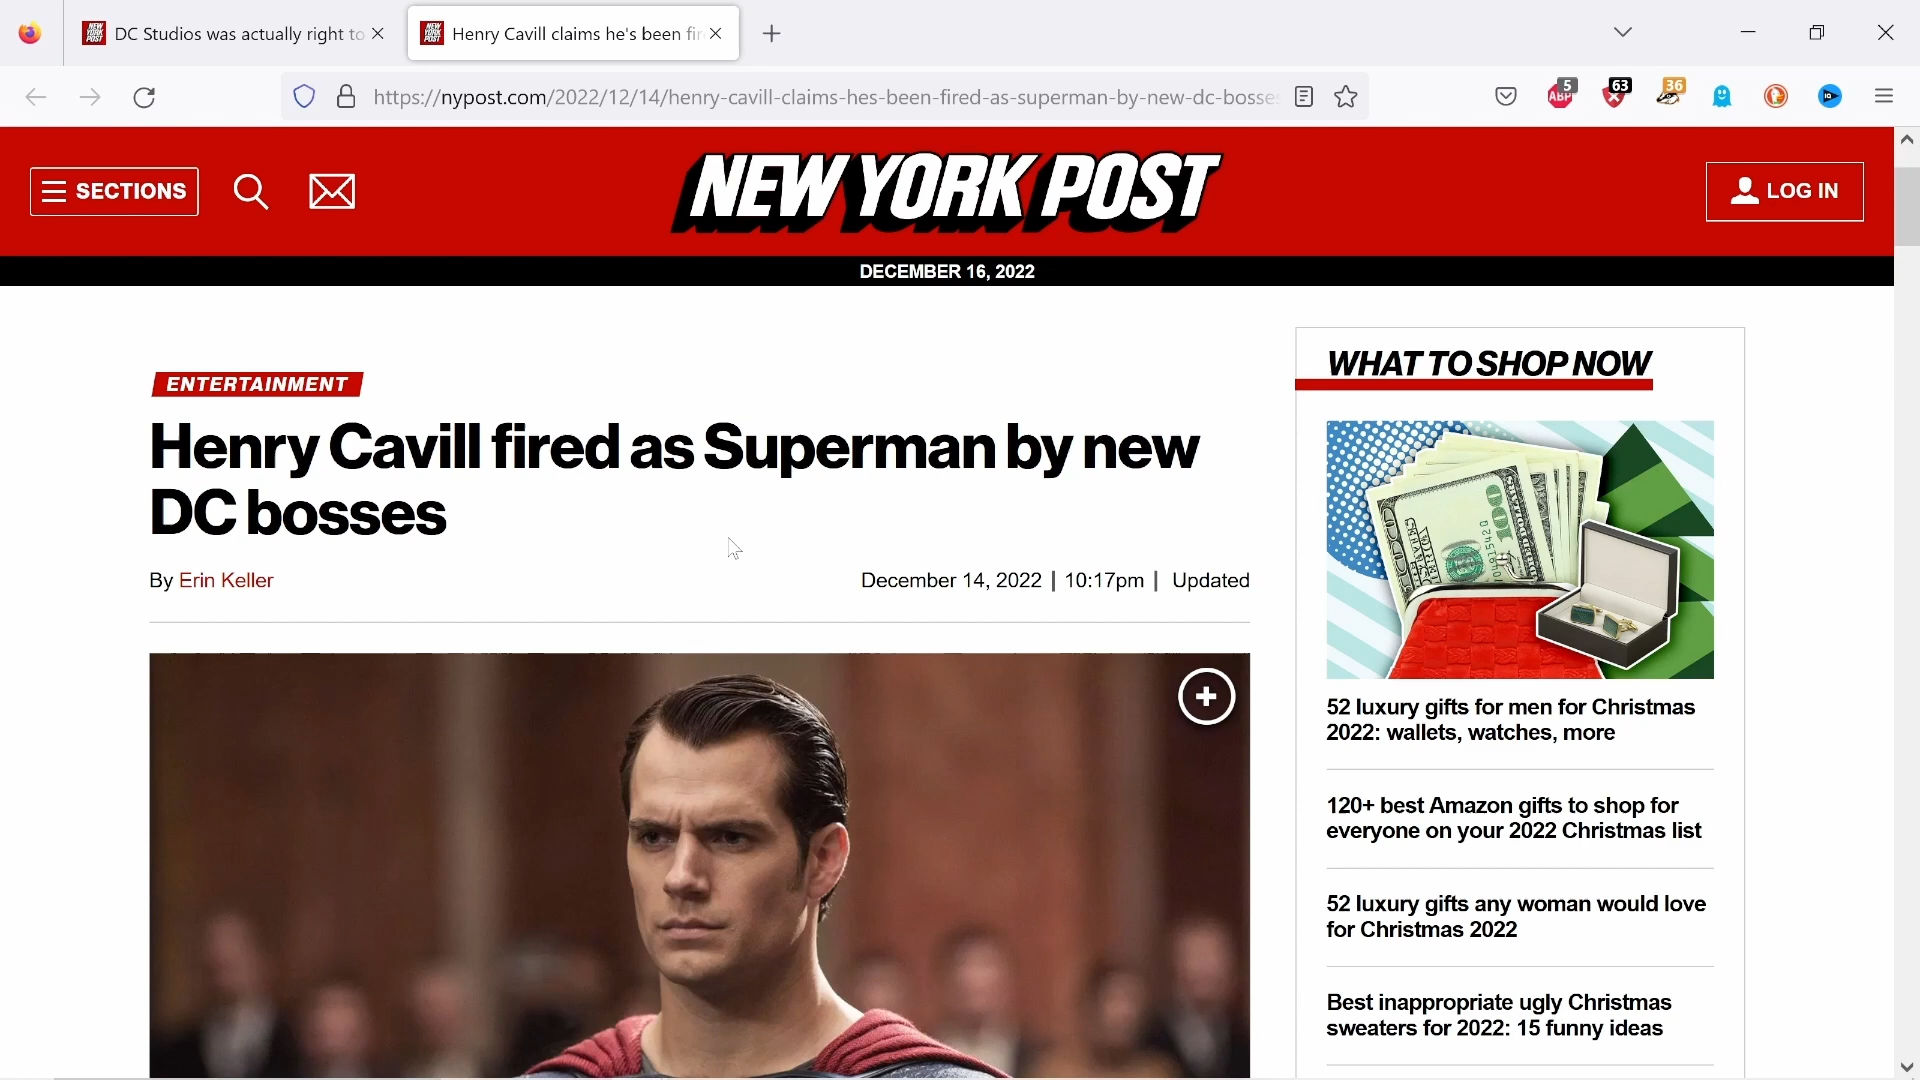 DC Studios was actually right to
Henry Cavill claims he's been fir
https://nypost.com/2022/12/14/henry-cavill-claims-hes-been-fired-as-superman-by-new-dc-bosses
ABP 5
63
36
SECTIONS
NEW YORK POST
LOG IN
DECEMBER 16, 2022
ENTERTAINMENT
Henry Cavill fired as Superman by new
DC bosses
By Erin Keller
December 14, 2022 | 10:17pm | Updated
WHAT TO SHOP NOW
52 luxury gifts for men for Christmas
2022: wallets, watches, more
120+ best Amazon gifts to shop for
everyone on your 2022 Christmas list
52 luxury gifts any woman would love
for Christmas 2022
Best inappropriate ugly Christmas
sweaters for 2022: 15 funny ideas